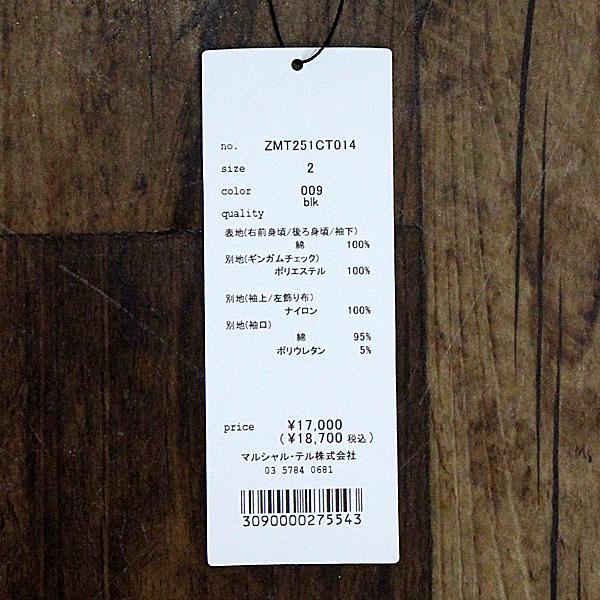 no. ZMT251CT014
size 2
color 009
blk
quality
表地(右前身頃/後ろ身頃/袖下)
綿 100%
別地(ギンガムチェック)
ポリエステル 100%
別地(袖上/左飾り布)
ナイロン 100%
別地(袖口)
綿 95%
ポリウレタン 5%
price ¥17,000
(¥18,700 税込)
マルシャル・テル株式会社
03 5784 0681
3090000275543